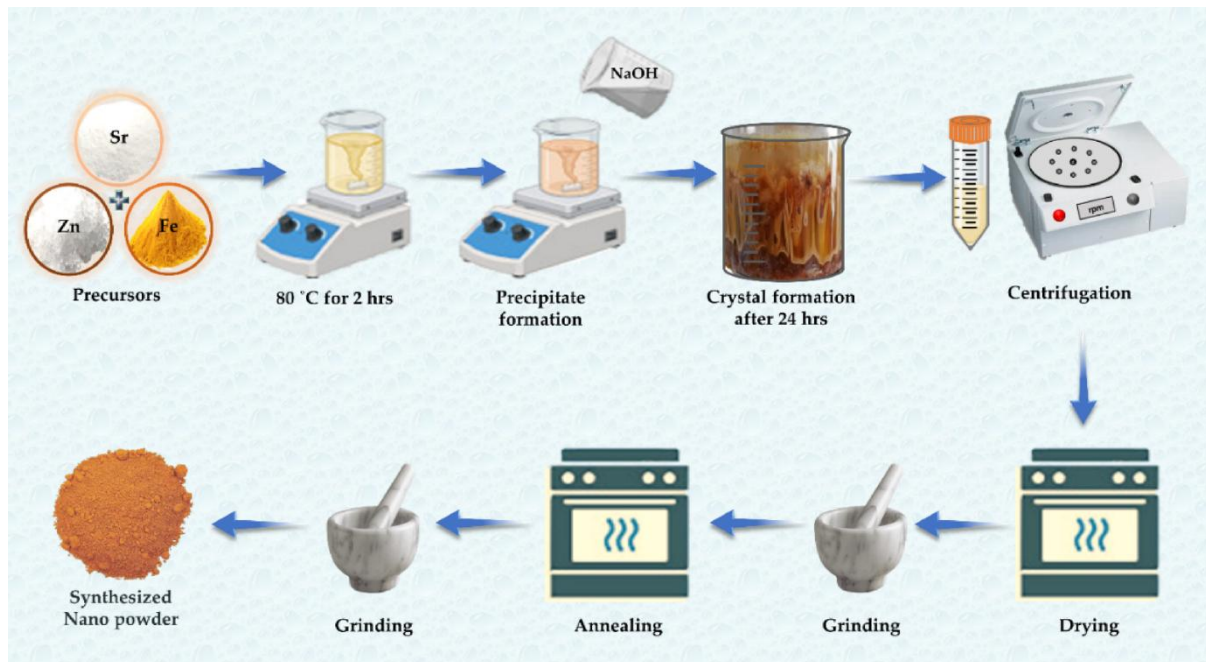 NaOH
Sr
Zn
Fe
rpm
Precursors
80 ˚C for 2 hrs
Precipitate
formation
Crystal formation
after 24 hrs
Centrifugation
Synthesized
Nano powder
Grinding
Annealing
Grinding
Drying